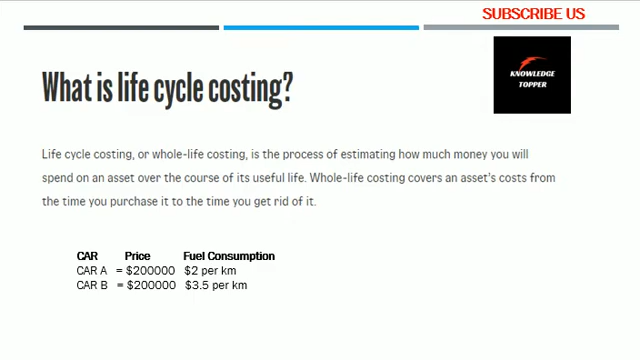 SUBSCRIBE US
KNOWLEDGE
TOPPER
What is life cycle costing?
Life cycle costing, or whole-life costing, is the process of estimating how much money you will
spend on an asset over the course of its useful life. Whole-life costing covers an asset's costs from
the time you purchase it to the time you get rid of it.
CAR Price Fuel Consumption
CAR A = $200000 $2 per km
CAR B = $200000 $3.5 per km